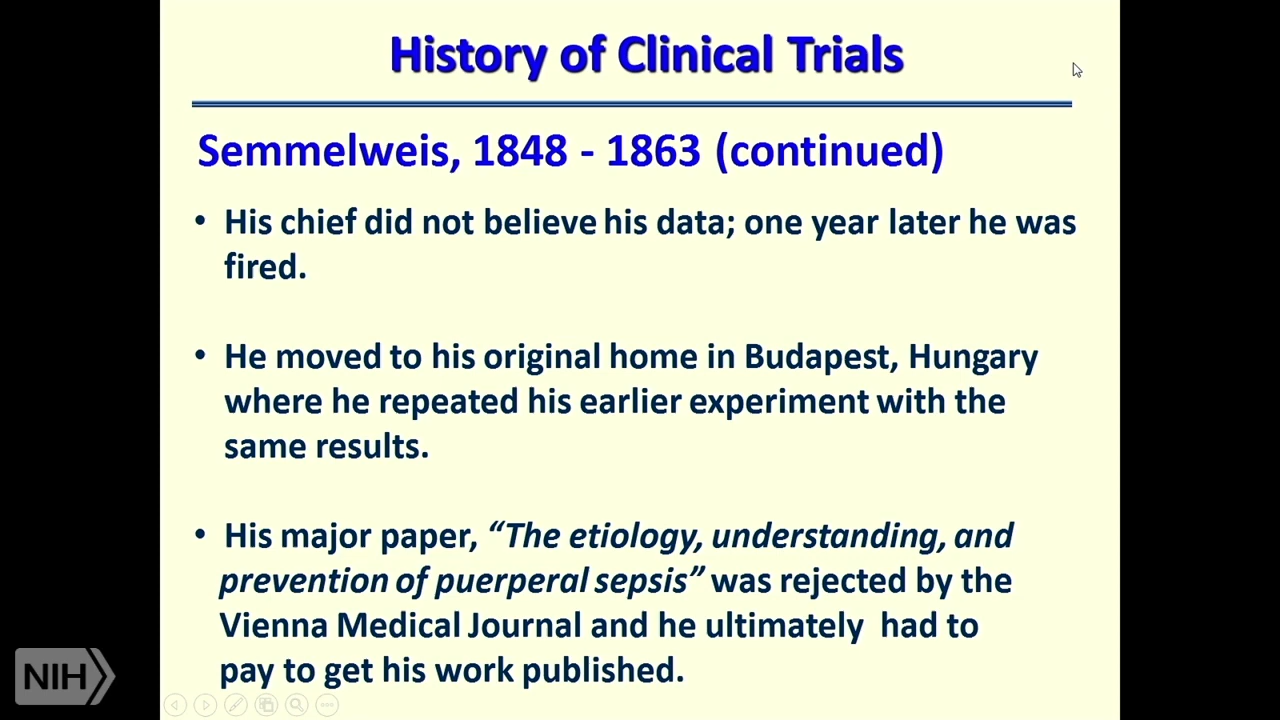 History of Clinical Trials
Semmelweis, 1848 - 1863 (continued)
• His chief did not believe his data; one year later he was
fired.
• He moved to his original home in Budapest, Hungary
where he repeated his earlier experiment with the
same results.
• His major paper, “The etiology, understanding, and
prevention of puerperal sepsis” was rejected by the
Vienna Medical Journal and he ultimately had to
pay to get his work published.
NIH